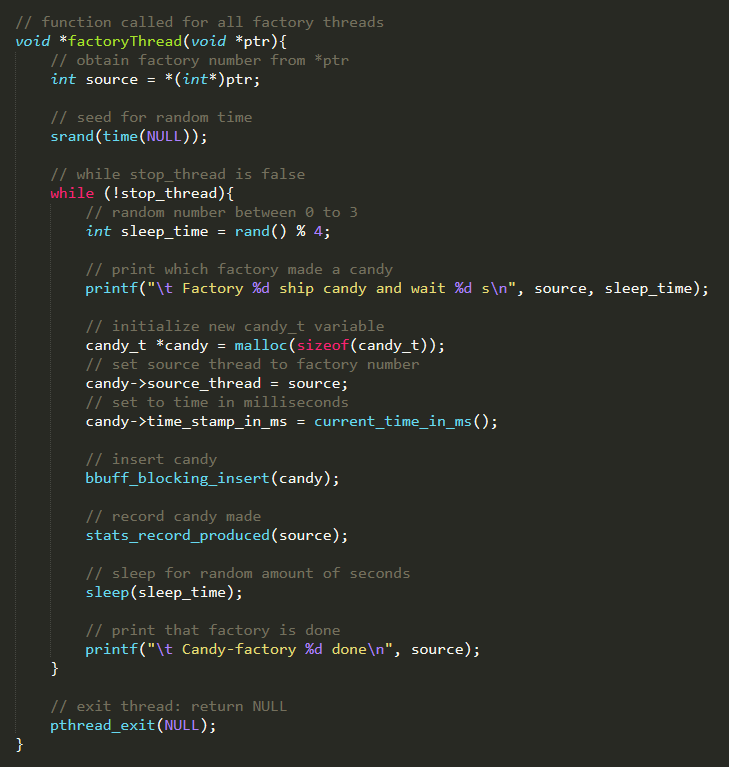 // function called for all factory threads
void *factoryThread(void *ptr){
    // obtain factory number from *ptr
    int source = *(int*)ptr;

    // seed for random time
    srand(time(NULL));

    // while stop_thread is false
    while (!stop_thread){
        // random number between 0 to 3
        int sleep_time = rand() % 4;

        // print which factory made a candy
        printf("\t Factory %d ship candy and wait %d s\n", source, sleep_time);

        // initialize new candy_t variable
        candy_t *candy = malloc(sizeof(candy_t));
        // set source thread to factory number
        candy->source_thread = source;
        // set to time in milliseconds
        candy->time_stamp_in_ms = current_time_in_ms();

        // insert candy
        bbuff_blocking_insert(candy);

        // record candy made
        stats_record_produced(source);

        // sleep for random amount of seconds
        sleep(sleep_time);

        // print that factory is done
        printf("\t Candy-factory %d done\n", source);
    }

    // exit thread: return NULL
    pthread_exit(NULL);
}